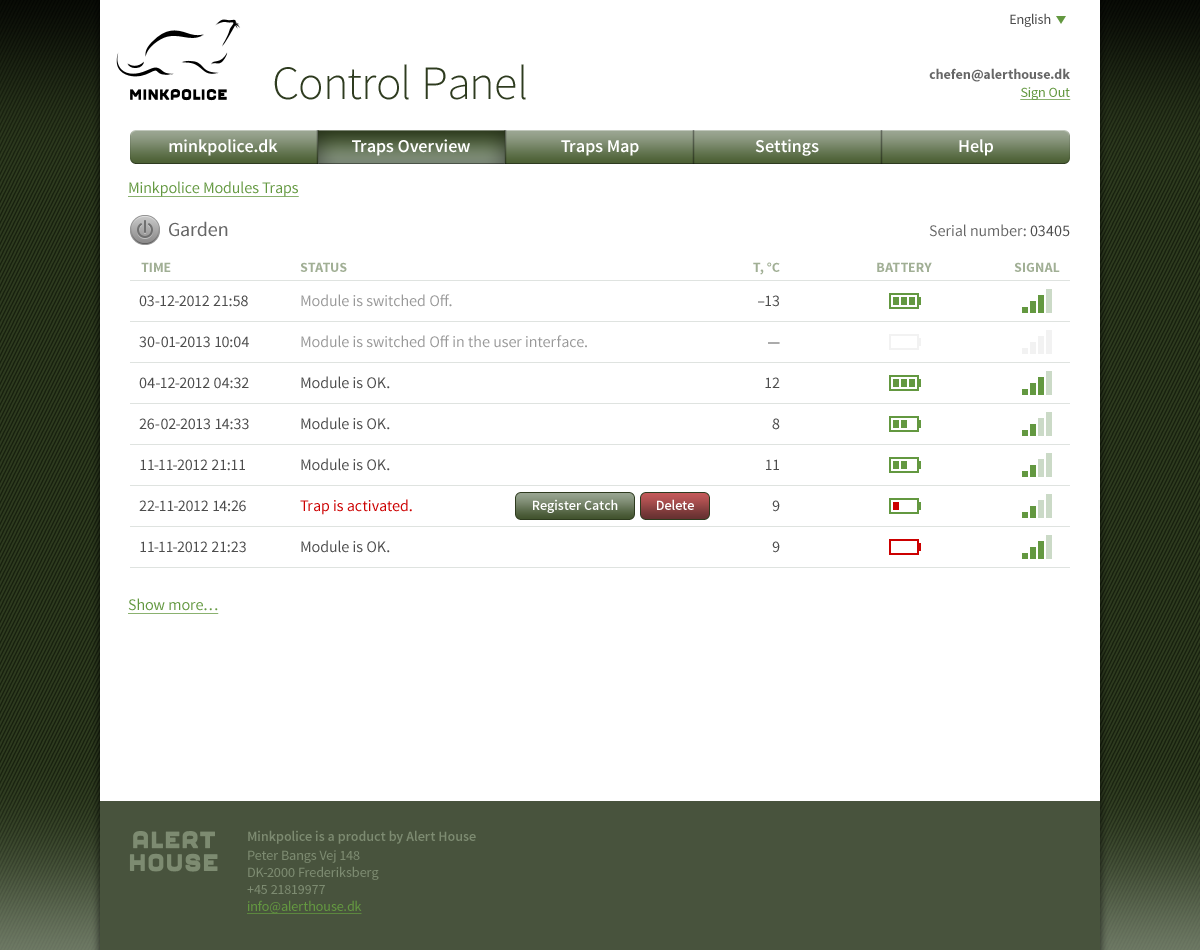 English
MINKPOLICE
Control Panel
chefen@alerthouse.dk
Sign Out
minkpolice.dk Traps Overview Traps Map Settings Help
Minkpolice Modules Traps
Garden Serial number: 03405
TIME STATUS T, °C BATTERY SIGNAL
03-12-2012 21:58 Module is switched Off. –13
30-01-2013 10:04 Module is switched Off in the user interface. —
04-12-2012 04:32 Module is OK. 12
26-02-2013 14:33 Module is OK. 8
11-11-2012 21:11 Module is OK. 11
22-11-2012 14:26 Trap is activated. Register Catch Delete 9
11-11-2012 21:23 Module is OK. 9
Show more…
ALERT
HOUSE
Minkpolice is a product by Alert House
Peter Bangs Vej 148
DK-2000 Frederiksberg
+45 21819977
info@alerthouse.dk